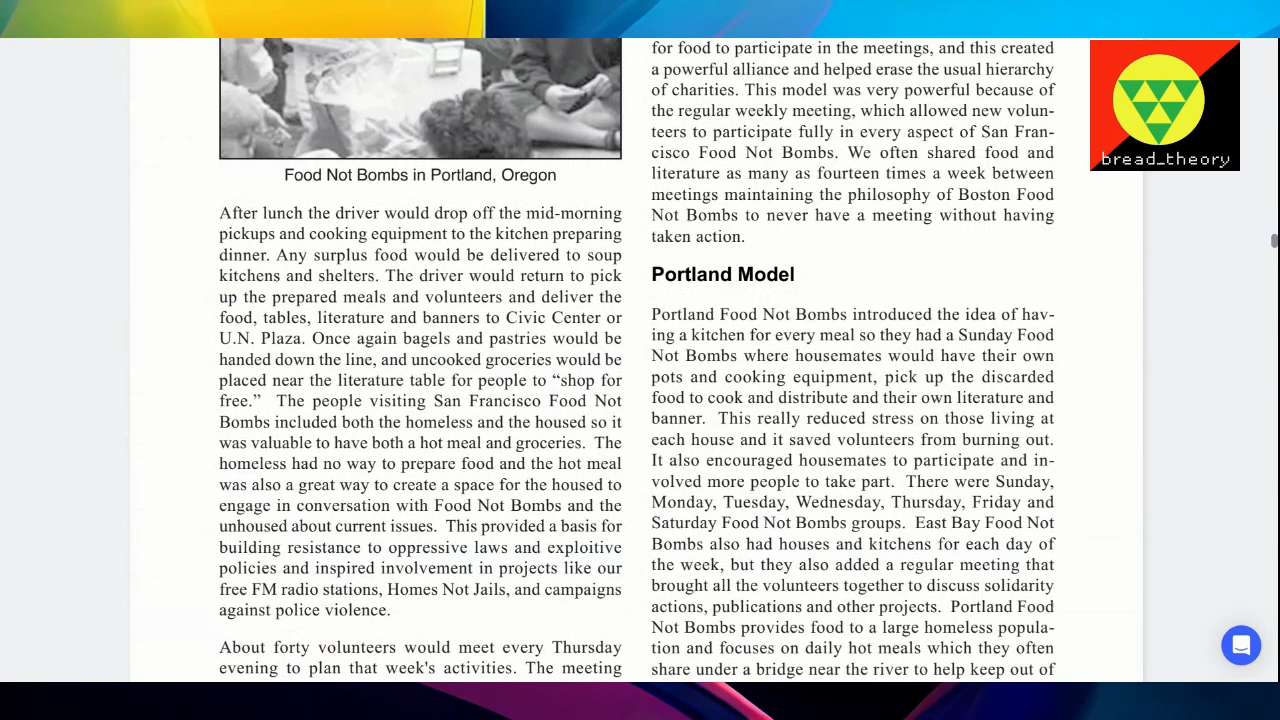 Food Not Bombs in Portland, Oregon
After lunch the driver would drop off the mid-morning
pickups and cooking equipment to the kitchen preparing
dinner. Any surplus food would be delivered to soup
kitchens and shelters. The driver would return to pick
up the prepared meals and volunteers and deliver the
food, tables, literature and banners to Civic Center or
U.N. Plaza. Once again bagels and pastries would be
handed down the line, and uncooked groceries would be
placed near the literature table for people to “shop for
free.”  The people visiting San Francisco Food Not
Bombs included both the homeless and the housed so it
was valuable to have both a hot meal and groceries.  The
homeless had no way to prepare food and the hot meal
was also a great way to create a space for the housed to
engage in conversation with Food Not Bombs and the
unhoused about current issues.  This provided a basis for
building resistance to oppressive laws and exploitive
policies and inspired involvement in projects like our
free FM radio stations, Homes Not Jails, and campaigns
against police violence.
About forty volunteers would meet every Thursday
evening to plan that week's activities. The meeting
for food to participate in the meetings, and this created
a powerful alliance and helped erase the usual hierarchy
of charities. This model was very powerful because of
the regular weekly meeting, which allowed new volun-
teers to participate fully in every aspect of San Fran-
cisco Food Not Bombs. We often shared food and
literature as many as fourteen times a week between
meetings maintaining the philosophy of Boston Food
Not Bombs to never have a meeting without having
taken action.
Portland Model
Portland Food Not Bombs introduced the idea of hav-
ing a kitchen for every meal so they had a Sunday Food
Not Bombs where housemates would have their own
pots and cooking equipment, pick up the discarded
food to cook and distribute and their own literature and
banner.  This really reduced stress on those living at
each house and it saved volunteers from burning out.
It also encouraged housemates to participate and in-
volved more people to take part.  There were Sunday,
Monday, Tuesday, Wednesday, Thursday, Friday and
Saturday Food Not Bombs groups.  East Bay Food Not
Bombs also had houses and kitchens for each day of
the week, but they also added a regular meeting that
brought all the volunteers together to discuss solidarity
actions, publications and other projects.  Portland Food
Not Bombs provides food to a large homeless popula-
tion and focuses on daily hot meals which they often
share under a bridge near the river to help keep out of
bread_theory